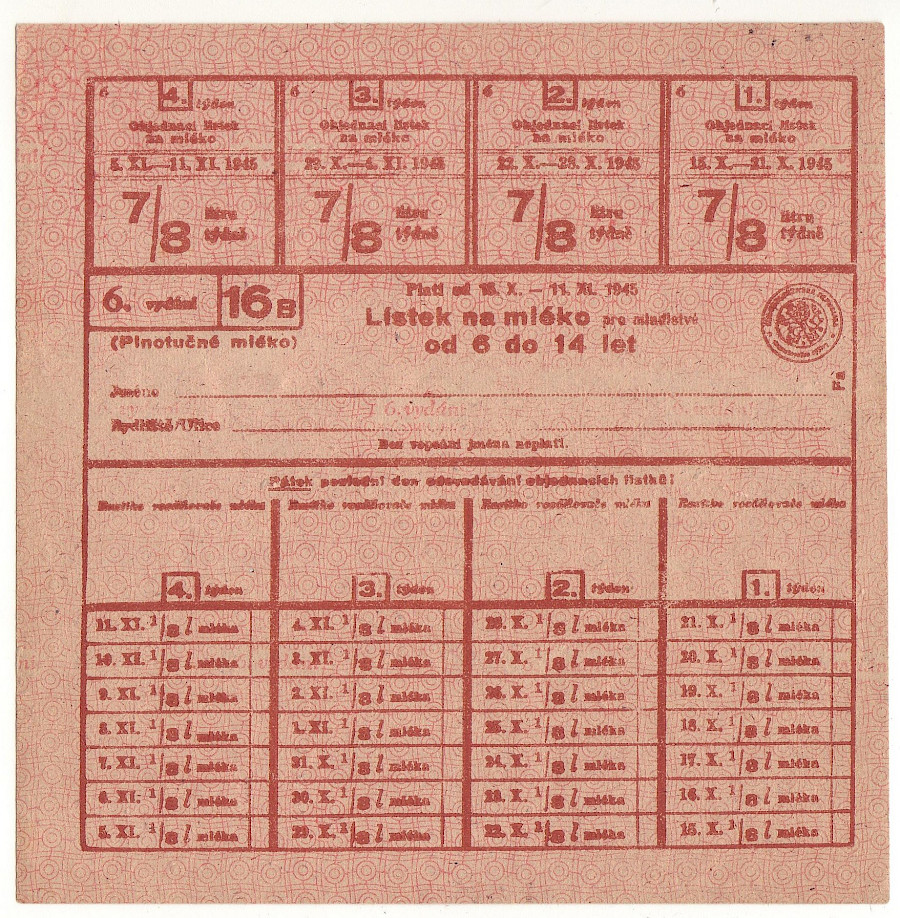 6 4. týden
Objednací lístek
na mléko
5. XI.—11. XI. 1945
7/8 litru
týdně
6 3. týden
Objednací lístek
na mléko
29. X.—4. XI. 1945
7/8 litru
týdně
6 2. týden
Objednací lístek
na mléko
22. X.—28. X. 1945
7/8 litru
týdně
6 1. týden
Objednací lístek
na mléko
15. X.—21. X. 1945
7/8 litru
týdně
6. vydání 16B
(Plnotučné mléko)
Platí od 15. X. — 11. XI. 1945
Lístek na mléko pro mladistvé
od 6 do 14 let
Jméno
6. vydání
Bydliště/Ulice
Bez vepsání jména neplatí.
Pátek poslední den odevzdávání objednacích lístků!
Razítko rozdělovače mléka Razítko rozdělovače mléka Razítko rozdělovače mléka Razítko rozdělovače mléka
4. týden 3. týden 2. týden 1. týden
11. XI. 1/8 l mléka 4. XI. 1/8 l mléka 28. X. 1/8 l mléka 21. X. 1/8 l mléka
10. XI. 1/8 l mléka 3. XI. 1/8 l mléka 27. X. 1/8 l mléka 20. X. 1/8 l mléka
9. XI. 1/8 l mléka 2. XI. 1/8 l mléka 26. X. 1/8 l mléka 19. X. 1/8 l mléka
8. XI. 1/8 l mléka 1. XI. 1/8 l mléka 25. X. 1/8 l mléka 18. X. 1/8 l mléka
7. XI. 1/8 l mléka 31. X. 1/8 l mléka 24. X. 1/8 l mléka 17. X. 1/8 l mléka
6. XI. 1/8 l mléka 30. X. 1/8 l mléka 23. X. 1/8 l mléka 16. X. 1/8 l mléka
5. XI. 1/8 l mléka 29. X. 1/8 l mléka 22. X. 1/8 l mléka 15. X. 1/8 l mléka